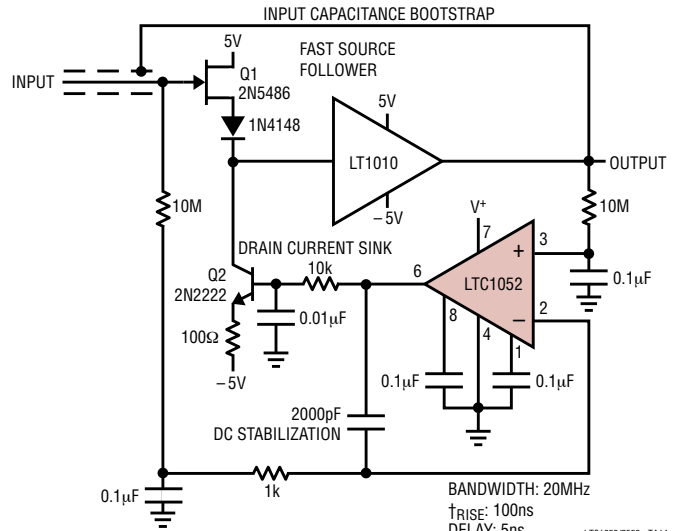 INPUT CAPACITANCE BOOTSTRAP
5V
FAST SOURCE
FOLLOWER
INPUT
Q1
2N5486
1N4148
5V
LT1010
OUTPUT
–5V
10M
10M
V+
7
DRAIN CURRENT SINK
3
+
Q2
2N2222
10k
6
LTC1052
0.1µF
2
–
8
4
1
0.01µF
100Ω
–5V
0.1µF
0.1µF
2000pF
DC STABILIZATION
0.1µF
1k
BANDWIDTH: 20MHz
†RISE: 100ns
DELAY: 5ns